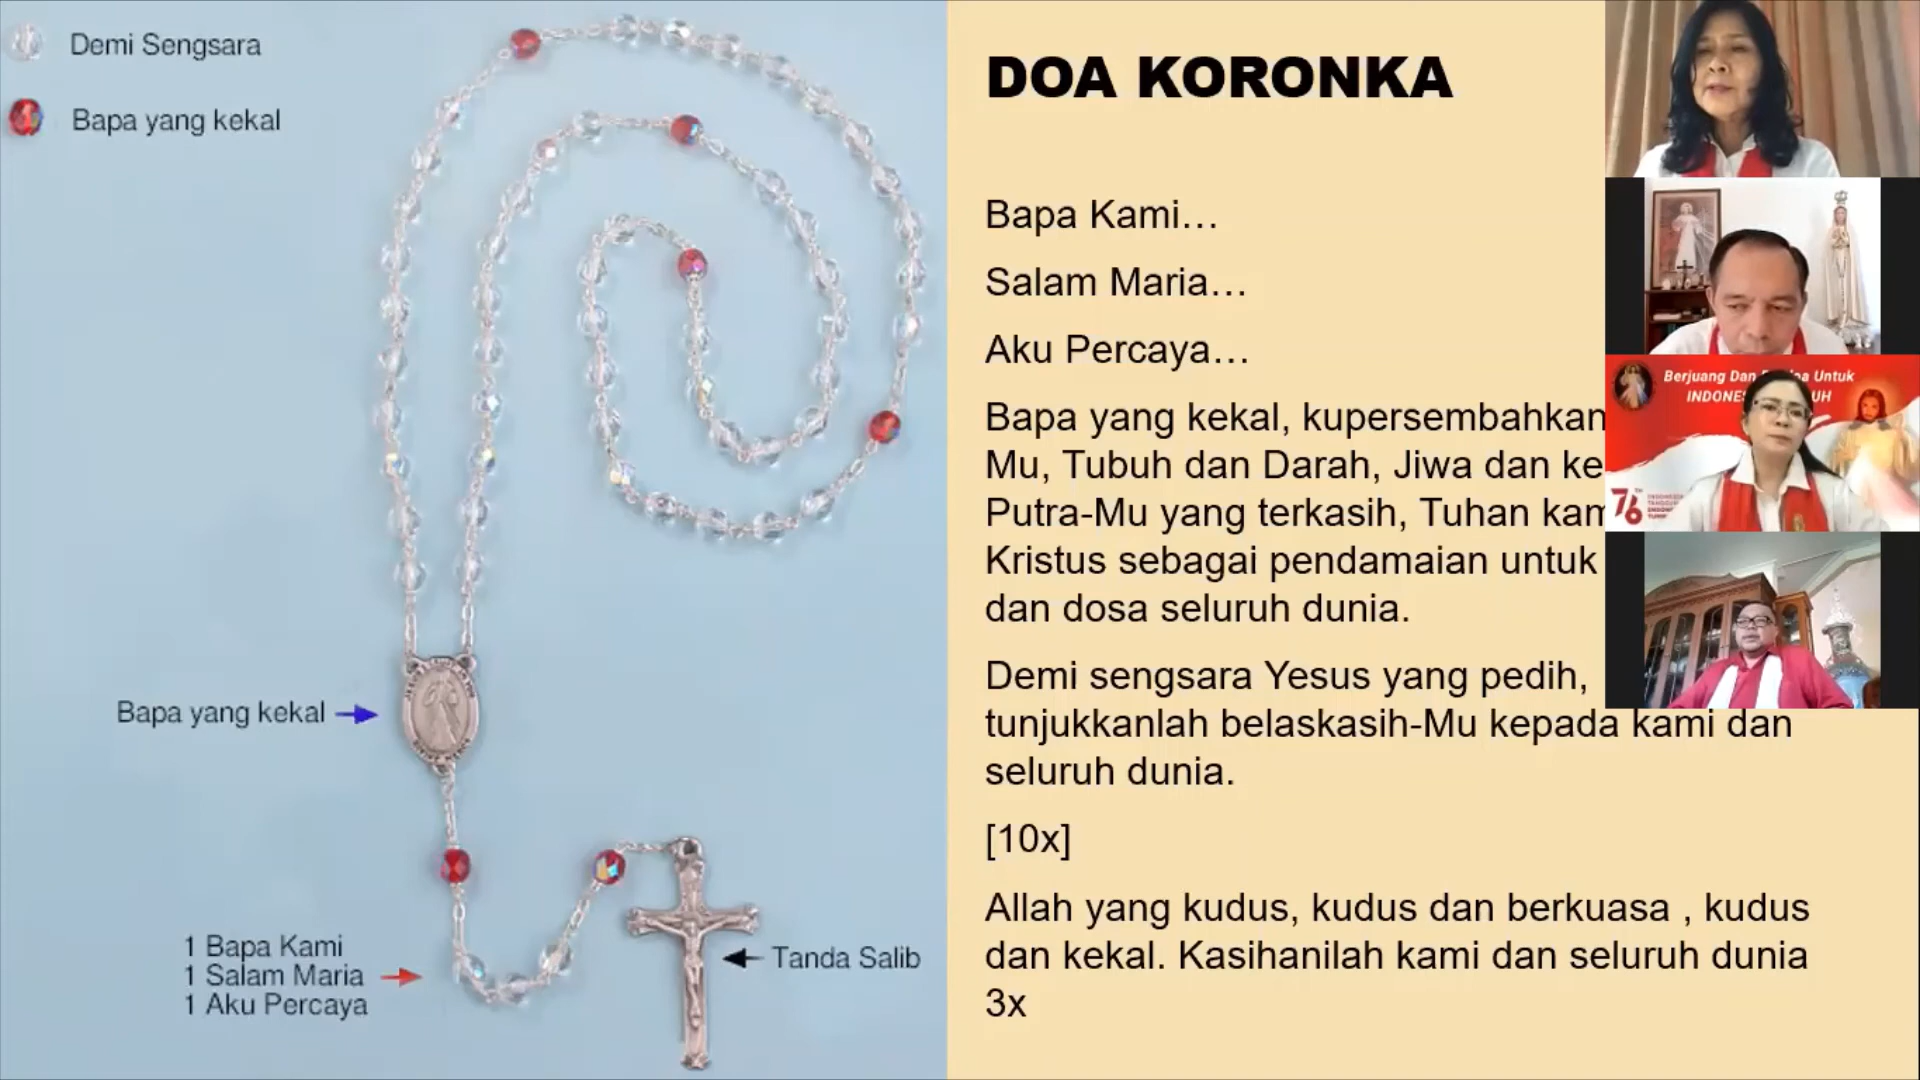 Demi Sengsara
Bapa yang kekal
Bapa yang kekal
1 Bapa Kami
1 Salam Maria
1 Aku Percaya
Tanda Salib
DOA KORONKA
Bapa Kami…
Salam Maria…
Aku Percaya…
Bapa yang kekal, kupersembahkan
Mu, Tubuh dan Darah, Jiwa dan
Putra-Mu yang terkasih, Tuhan
Kristus sebagai pendamaian untuk
dan dosa seluruh dunia.
Demi sengsara Yesus yang pedih,
tunjukkanlah belaskasih-Mu kepada kami dan
seluruh dunia.
[10x]
Allah yang kudus, kudus dan berkuasa , kudus
dan kekal. Kasihanilah kami dan seluruh dunia
3x
Berjuang Dan Untuk
76